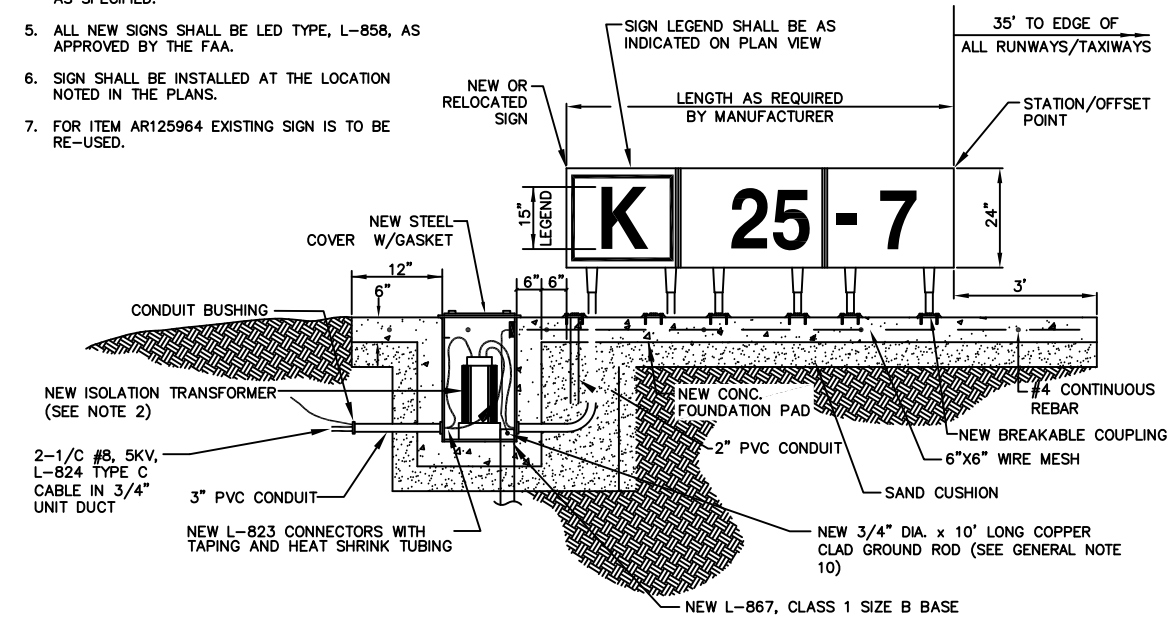 AS SPECIFIED.
5. ALL NEW SIGNS SHALL BE LED TYPE, L-858, AS
APPROVED BY THE FAA.
6. SIGN SHALL BE INSTALLED AT THE LOCATION
NOTED IN THE PLANS.
7. FOR ITEM AR125964 EXISTING SIGN IS TO BE
RE-USED.
SIGN LEGEND SHALL BE AS
INDICATED ON PLAN VIEW
35' TO EDGE OF
ALL RUNWAYS/TAXIWAYS
NEW OR
RELOCATED
SIGN
LENGTH AS REQUIRED
BY MANUFACTURER
STATION/OFFSET
POINT
15"
LEGEND
K 25-7
24"
NEW STEEL
COVER W/GASKET
12"
6"
6" 6"
3'
CONDUIT BUSHING
NEW ISOLATION TRANSFORMER
(SEE NOTE 2)
2-1/C #8, 5KV,
L-824 TYPE C
CABLE IN 3/4"
UNIT DUCT
3" PVC CONDUIT
NEW L-823 CONNECTORS WITH
TAPING AND HEAT SHRINK TUBING
NEW CONC.
FOUNDATION PAD
2" PVC CONDUIT
#4 CONTINUOUS
REBAR
NEW BREAKABLE COUPLING
6"X6" WIRE MESH
SAND CUSHION
NEW 3/4" DIA. x 10' LONG COPPER
CLAD GROUND ROD (SEE GENERAL NOTE
10)
NEW L-867, CLASS 1 SIZE B BASE